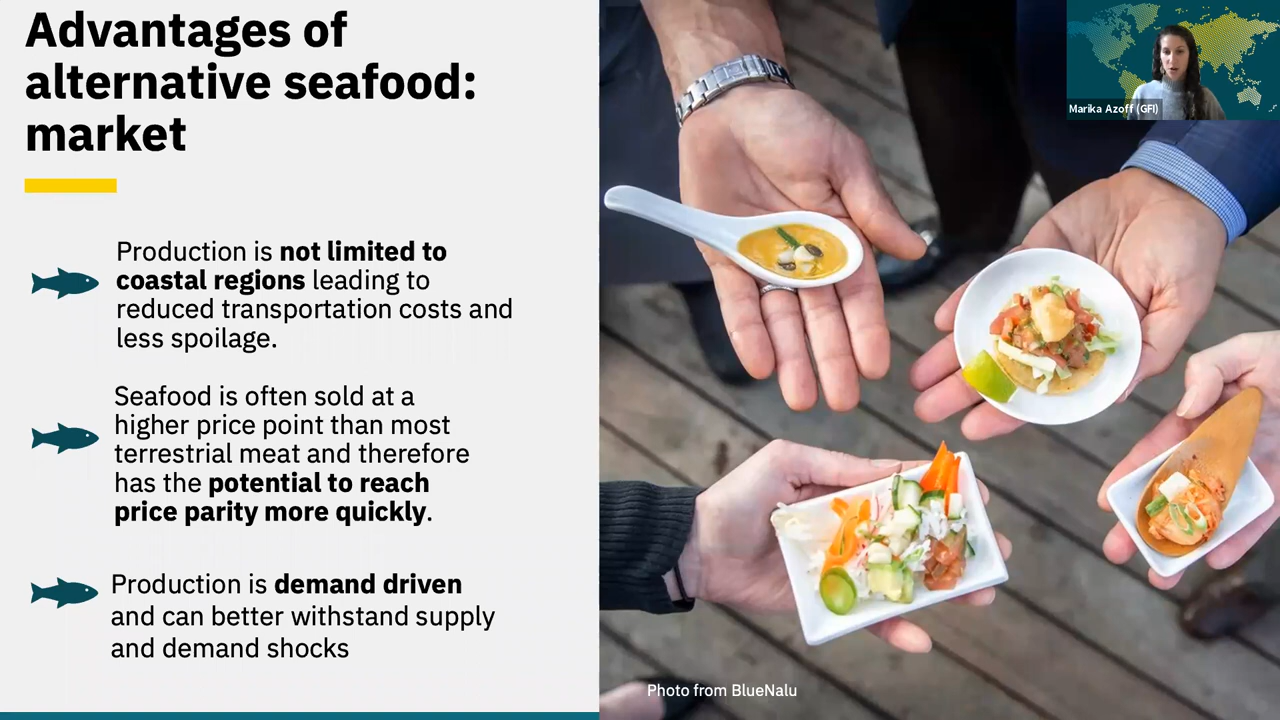 Advantages of
alternative seafood:
market
Production is not limited to
coastal regions leading to
reduced transportation costs and
less spoilage.
Seafood is often sold at a
higher price point than most
terrestrial meat and therefore
has the potential to reach
price parity more quickly.
Production is demand driven
and can better withstand supply
and demand shocks
Marika Azoff (GFI)
Photo from BlueNalu